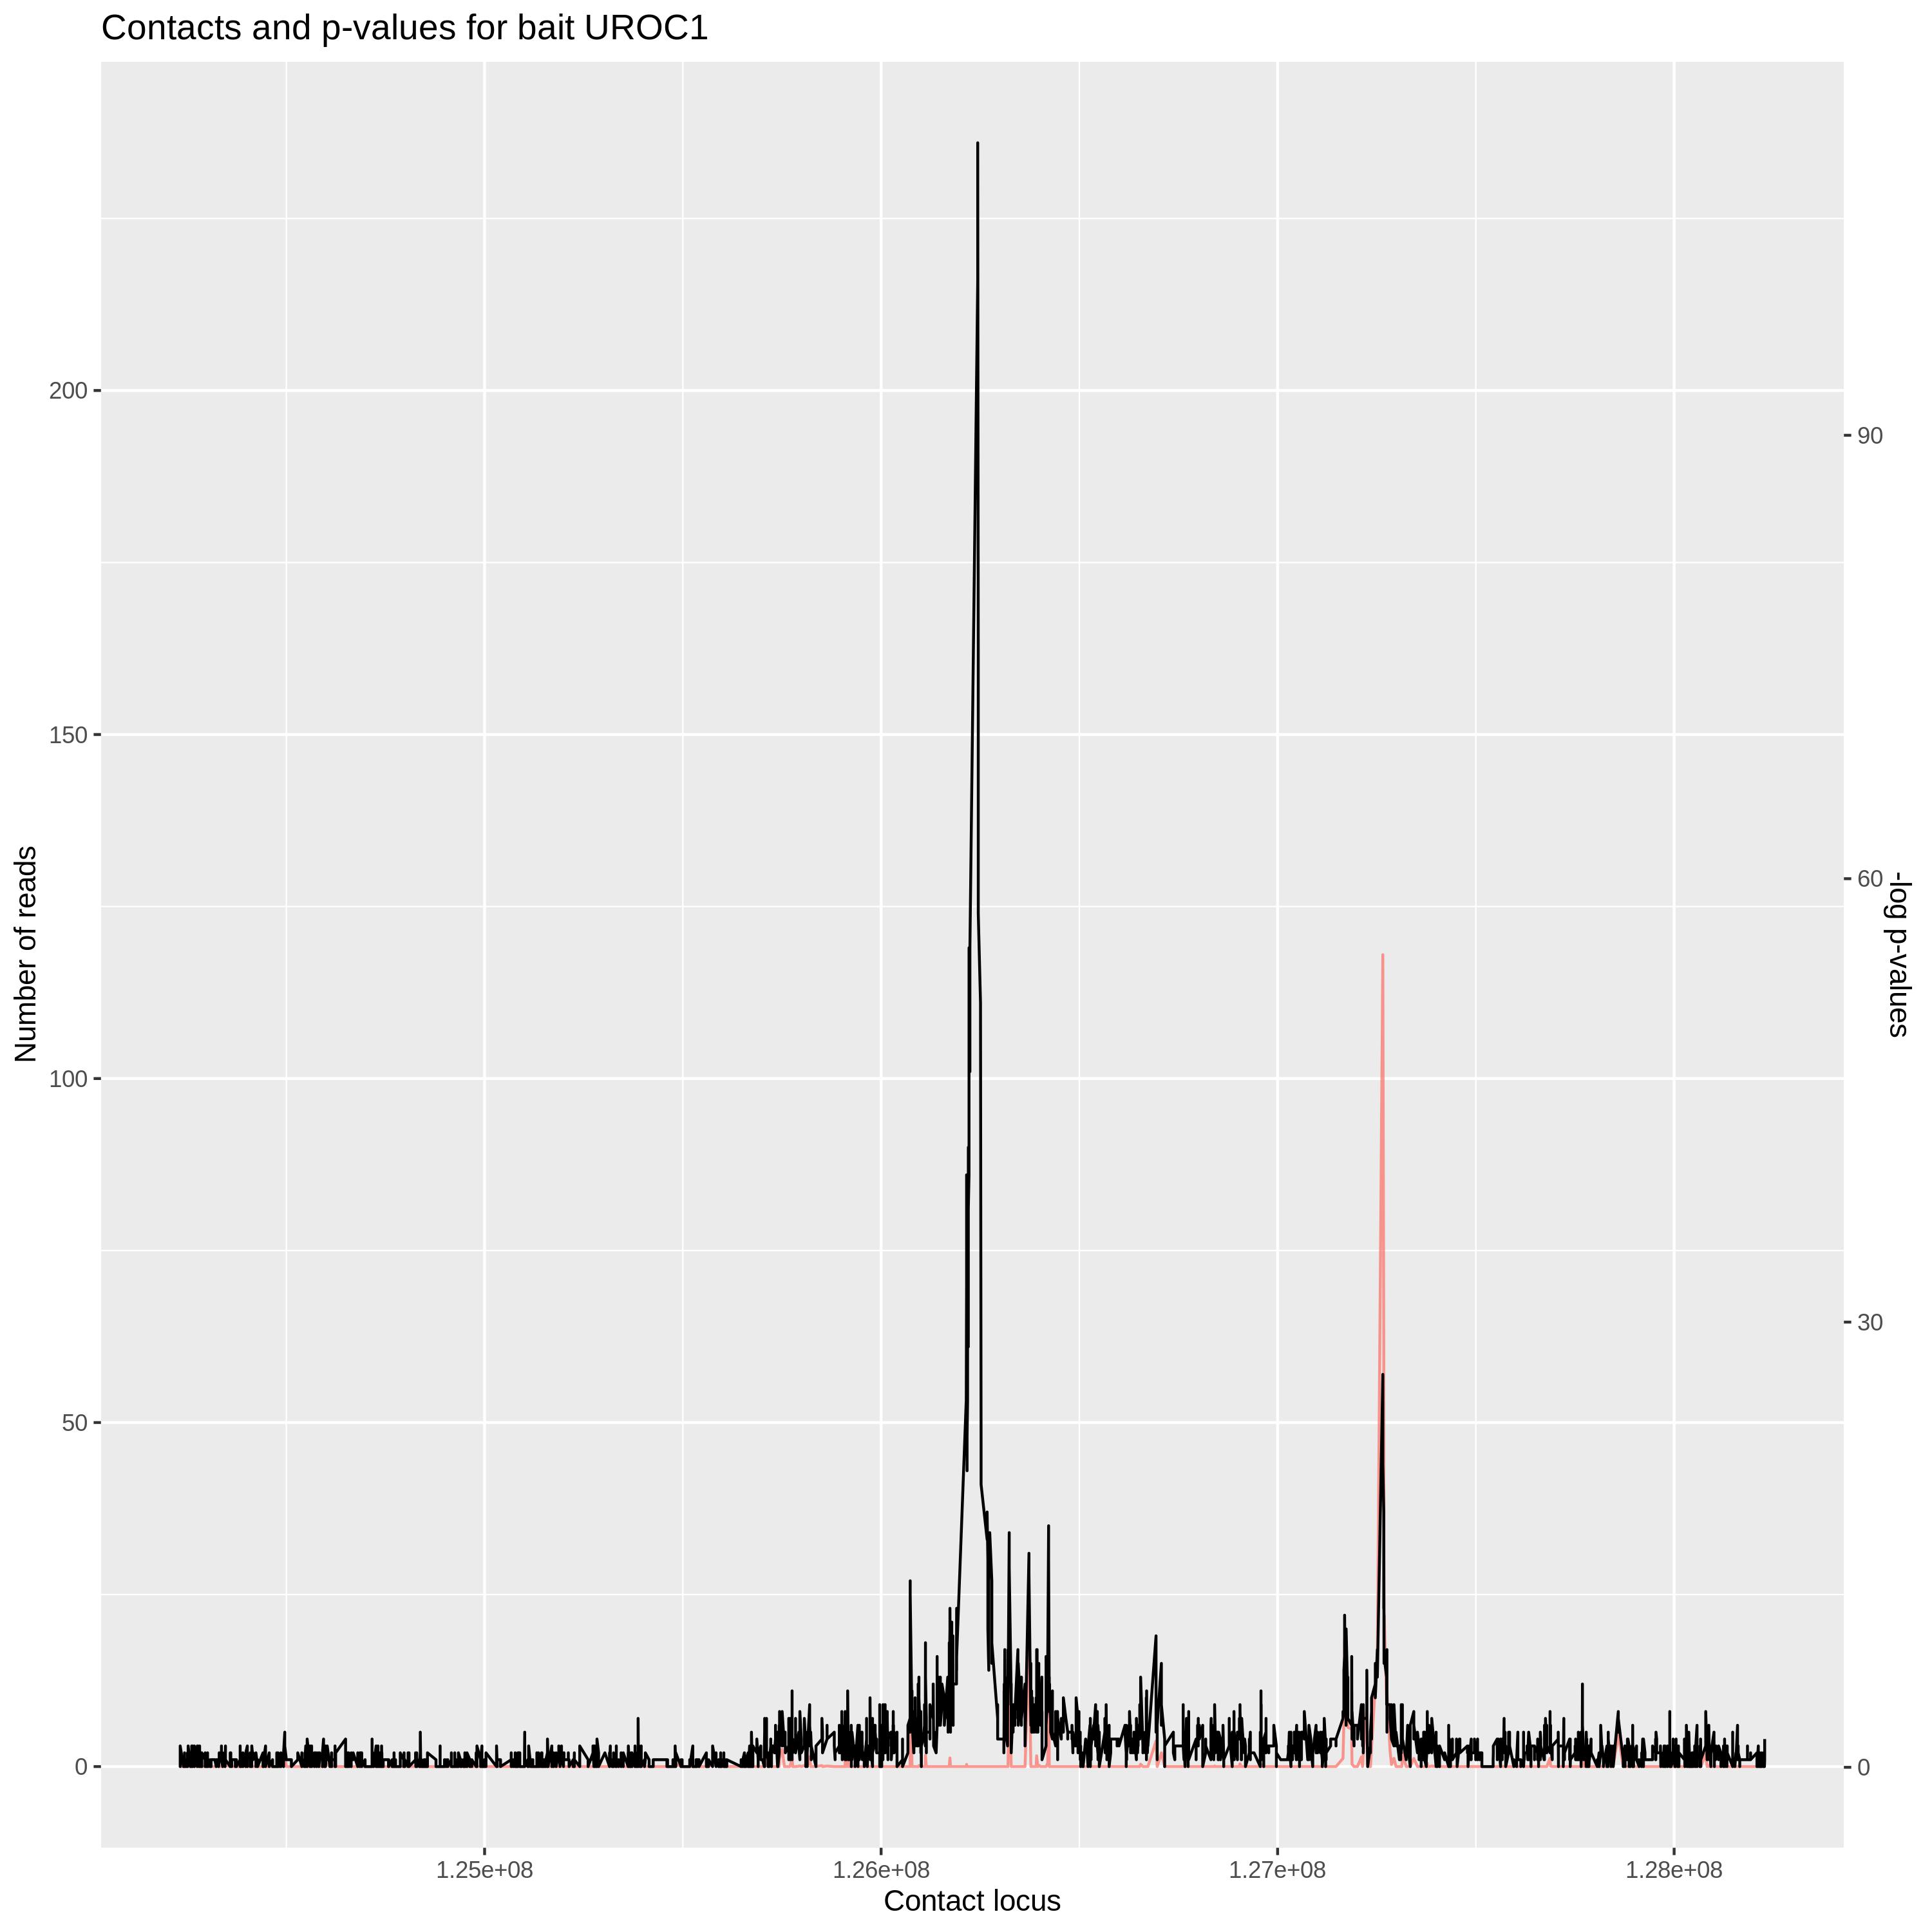 Contacts and p-values for bait UROC1
Number of reads
200
150
100
50
0
90
60
30
0
-log p-values
1.25e+08
1.26e+08
1.27e+08
1.28e+08
Contact locus